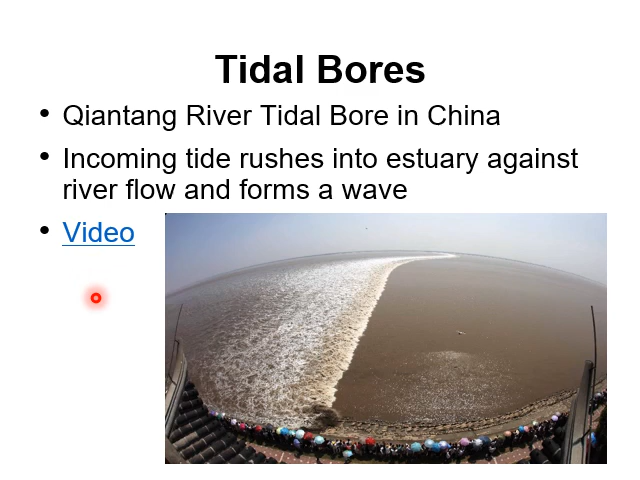 Tidal Bores
• Qiantang River Tidal Bore in China
• Incoming tide rushes into estuary against
river flow and forms a wave
• Video